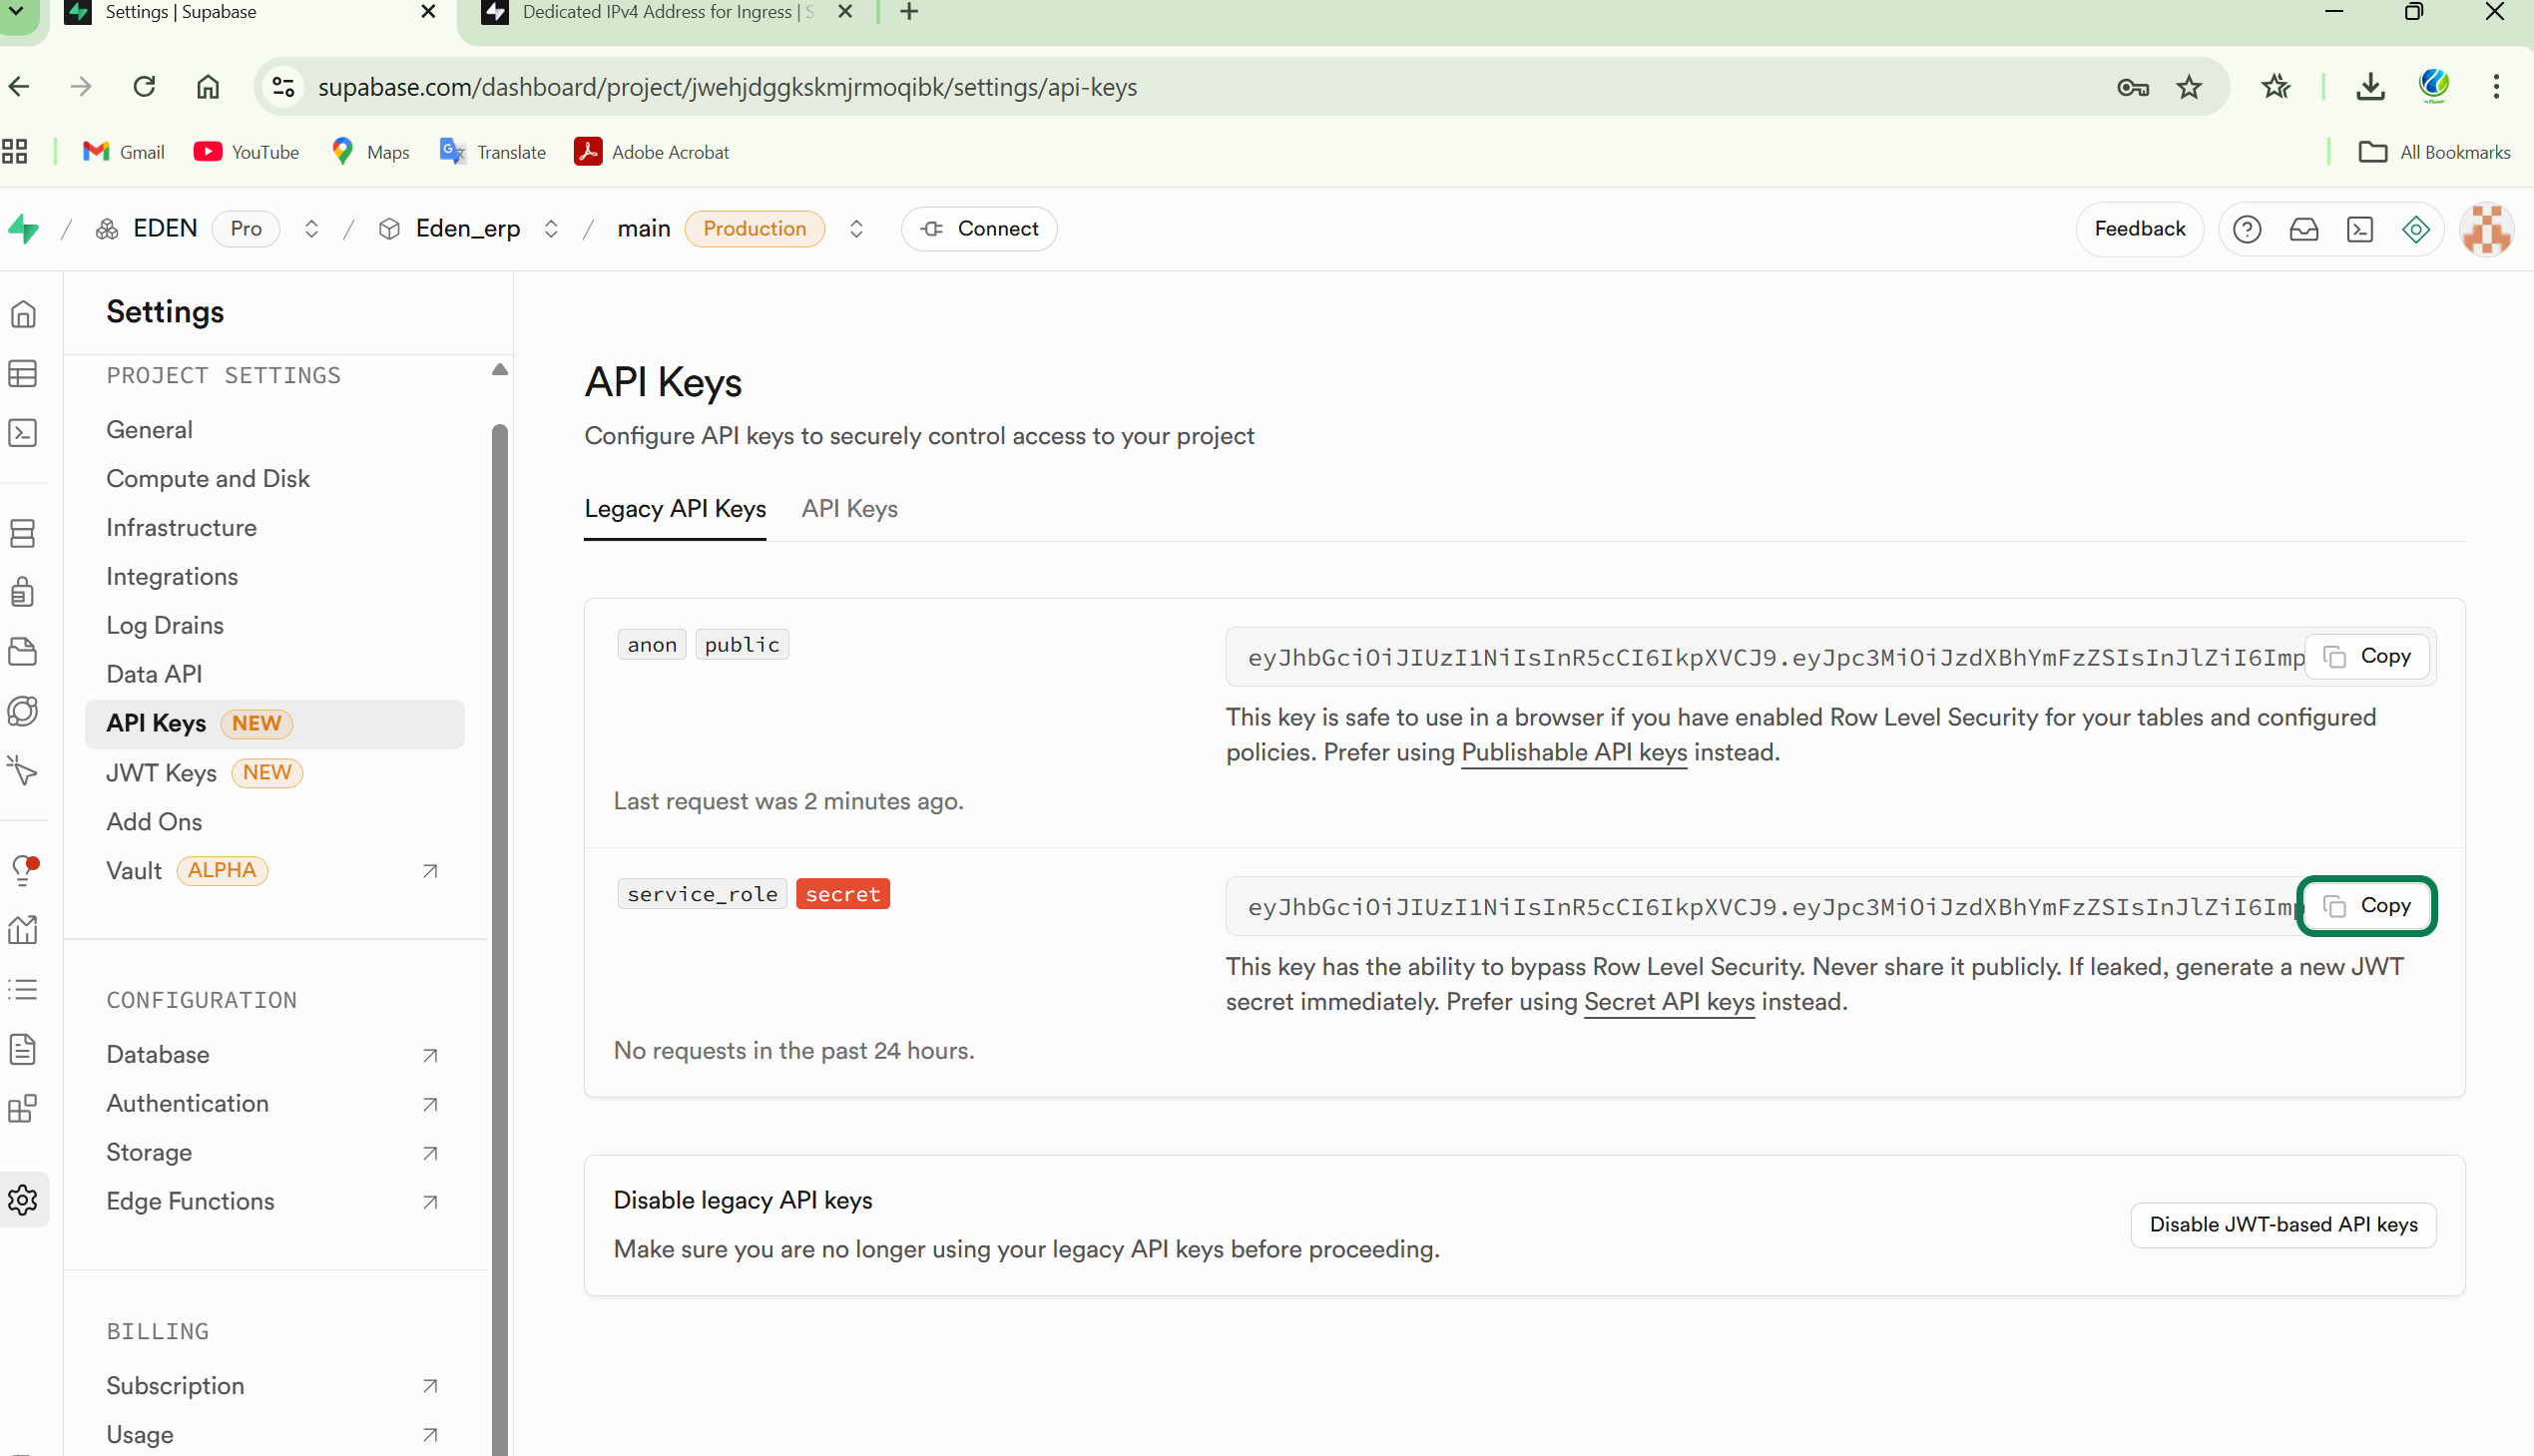 Settings | Supabase
Dedicated IPv4 Address for Ingress | S
supabase.com/dashboard/project/jwehjdggkskmjrmoqibk/settings/api-keys
Gmail
YouTube
Maps
Translate
Adobe Acrobat
All Bookmarks
EDEN Pro
Eden_erp
main Production
Connect
Feedback
Settings
PROJECT SETTINGS
General
Compute and Disk
Infrastructure
Integrations
Log Drains
Data API
API Keys NEW
JWT Keys NEW
Add Ons
Vault ALPHA
CONFIGURATION
Database
Authentication
Storage
Edge Functions
BILLING
Subscription
Usage
API Keys
Configure API keys to securely control access to your project
Legacy API Keys
API Keys
anon public
eyJhbGciOiJIUzI1NiIsInR5cCI6IkpXVCJ9.eyJpc3MiOiJzdXBhYmFzZSIsInJlZiI6Imp
Copy
This key is safe to use in a browser if you have enabled Row Level Security for your tables and configured
policies. Prefer using Publishable API keys instead.
Last request was 2 minutes ago.
service_role secret
eyJhbGciOiJIUzI1NiIsInR5cCI6IkpXVCJ9.eyJpc3MiOiJzdXBhYmFzZSIsInJlZiI6Imp
Copy
This key has the ability to bypass Row Level Security. Never share it publicly. If leaked, generate a new JWT
secret immediately. Prefer using Secret API keys instead.
No requests in the past 24 hours.
Disable legacy API keys
Make sure you are no longer using your legacy API keys before proceeding.
Disable JWT-based API keys